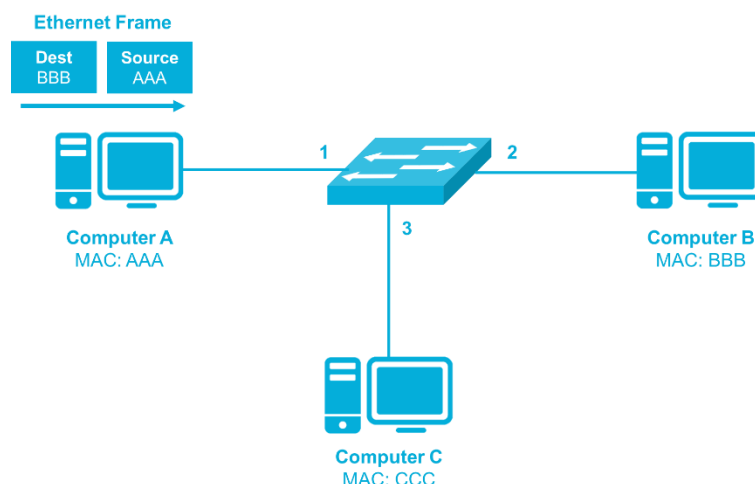 Ethernet Frame
Dest
BBB
Source
AAA
1
2
3
Computer A
MAC: AAA
Computer B
MAC: BBB
Computer C
MAC: CCC